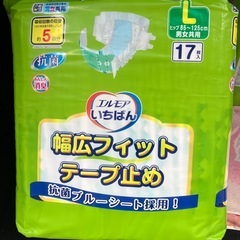 約5回分
L
ヒップ 85~125cm
男女共用
17枚入
抗菌
消臭
エルモア
いちばん
幅広フィット
テープ止め
抗菌ブルーシート採用!